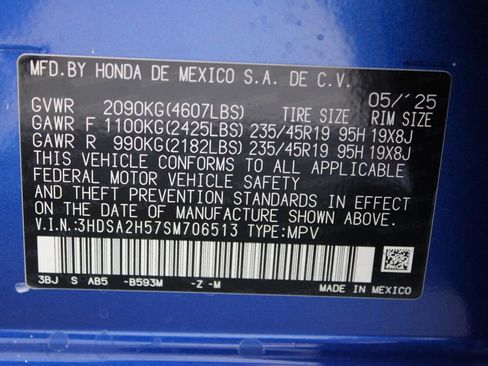 MFD.BY HONDA DE MEXICO S.A. DE C.V.
05/'25
GVWR 2090KG(4607LBS) TIRE SIZE RIM SIZE
GAWR F 1100KG(2425LBS) 235/45R19 95H 19X8J
GAWR R 990KG(2182LBS) 235/45R19 95H 19X8J
THIS VEHICLE CONFORMS TO ALL APPLICABLE
FEDERAL MOTOR VEHICLE SAFETY
AND THEFT PREVENTION STANDARDS IN EFFECT
ON THE DATE OF MANUFACTURE SHOWN ABOVE.
V.I.N:3HDSA2H57SM706513 TYPE:MPV
3BJ S AB5 -B593M -Z -M
MADE IN MEXICO